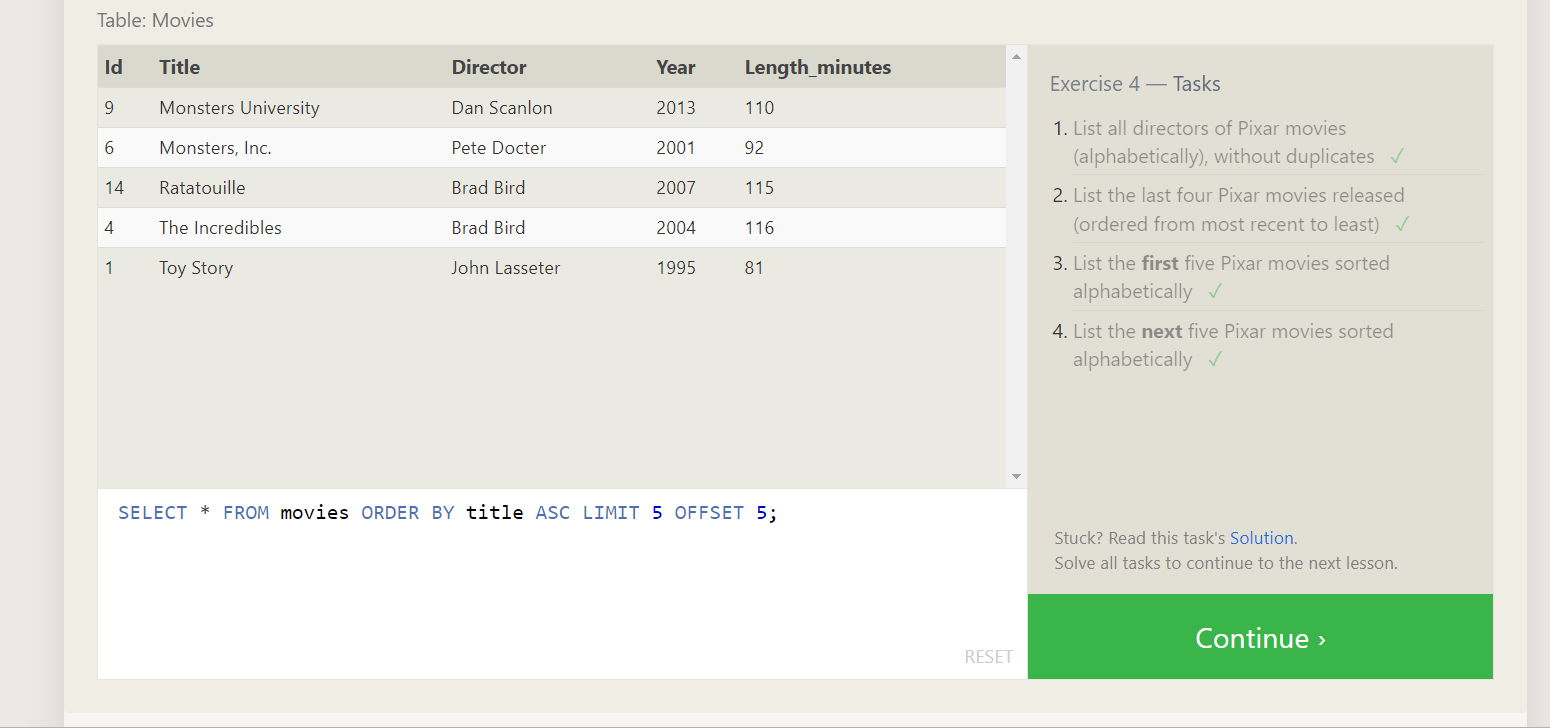 Table: Movies
Id Title Director Year Length_minutes
9 Monsters University Dan Scanlon 2013 110
6 Monsters, Inc. Pete Docter 2001 92
14 Ratatouille Brad Bird 2007 115
4 The Incredibles Brad Bird 2004 116
1 Toy Story John Lasseter 1995 81
SELECT * FROM movies ORDER BY title ASC LIMIT 5 OFFSET 5;
RESET
Exercise 4 — Tasks
1. List all directors of Pixar movies
(alphabetically), without duplicates ✓
2. List the last four Pixar movies released
(ordered from most recent to least) ✓
3. List the first five Pixar movies sorted
alphabetically ✓
4. List the next five Pixar movies sorted
alphabetically ✓
Stuck? Read this task's Solution.
Solve all tasks to continue to the next lesson.
Continue ›